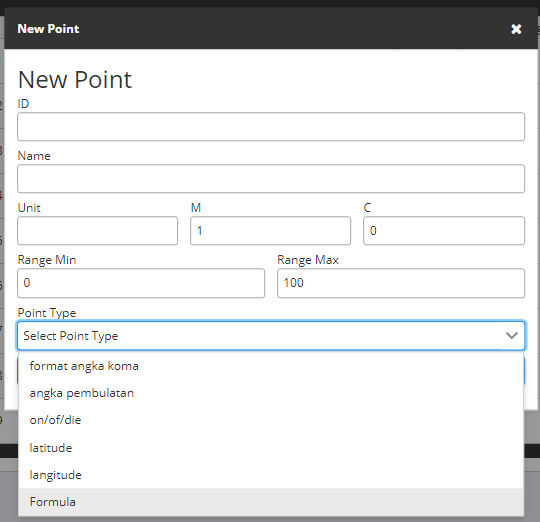 New Point
New Point
ID
Name
Unit M C
1 0
Range Min Range Max
0 100
Point Type
Select Point Type
format angka koma
angka pembulatan
on/of/die
latitude
langitude
Formula